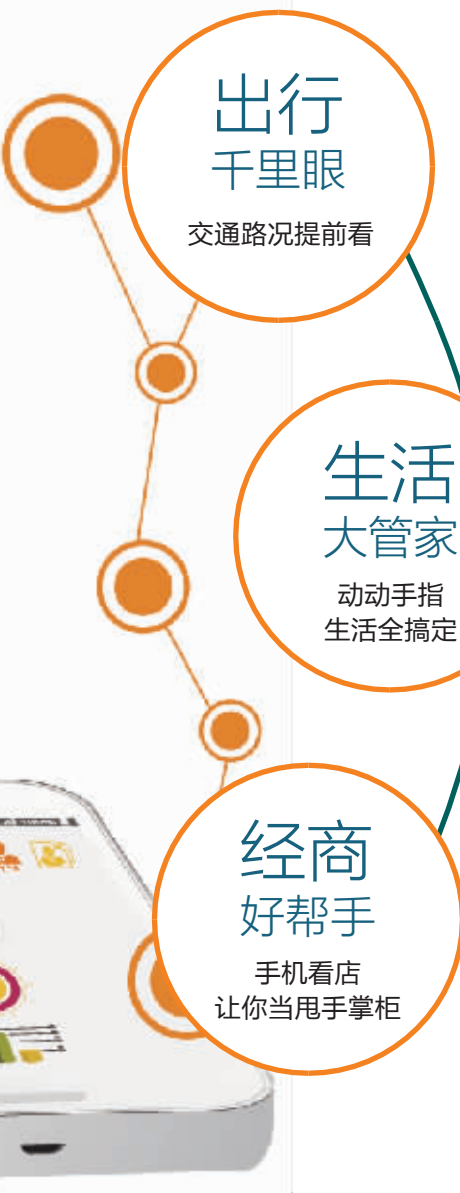 出行
千里眼
交通路况提前看
生活
大管家
动动手指
生活全搞定
经商
好帮手
手机看店
让你当甩手掌柜